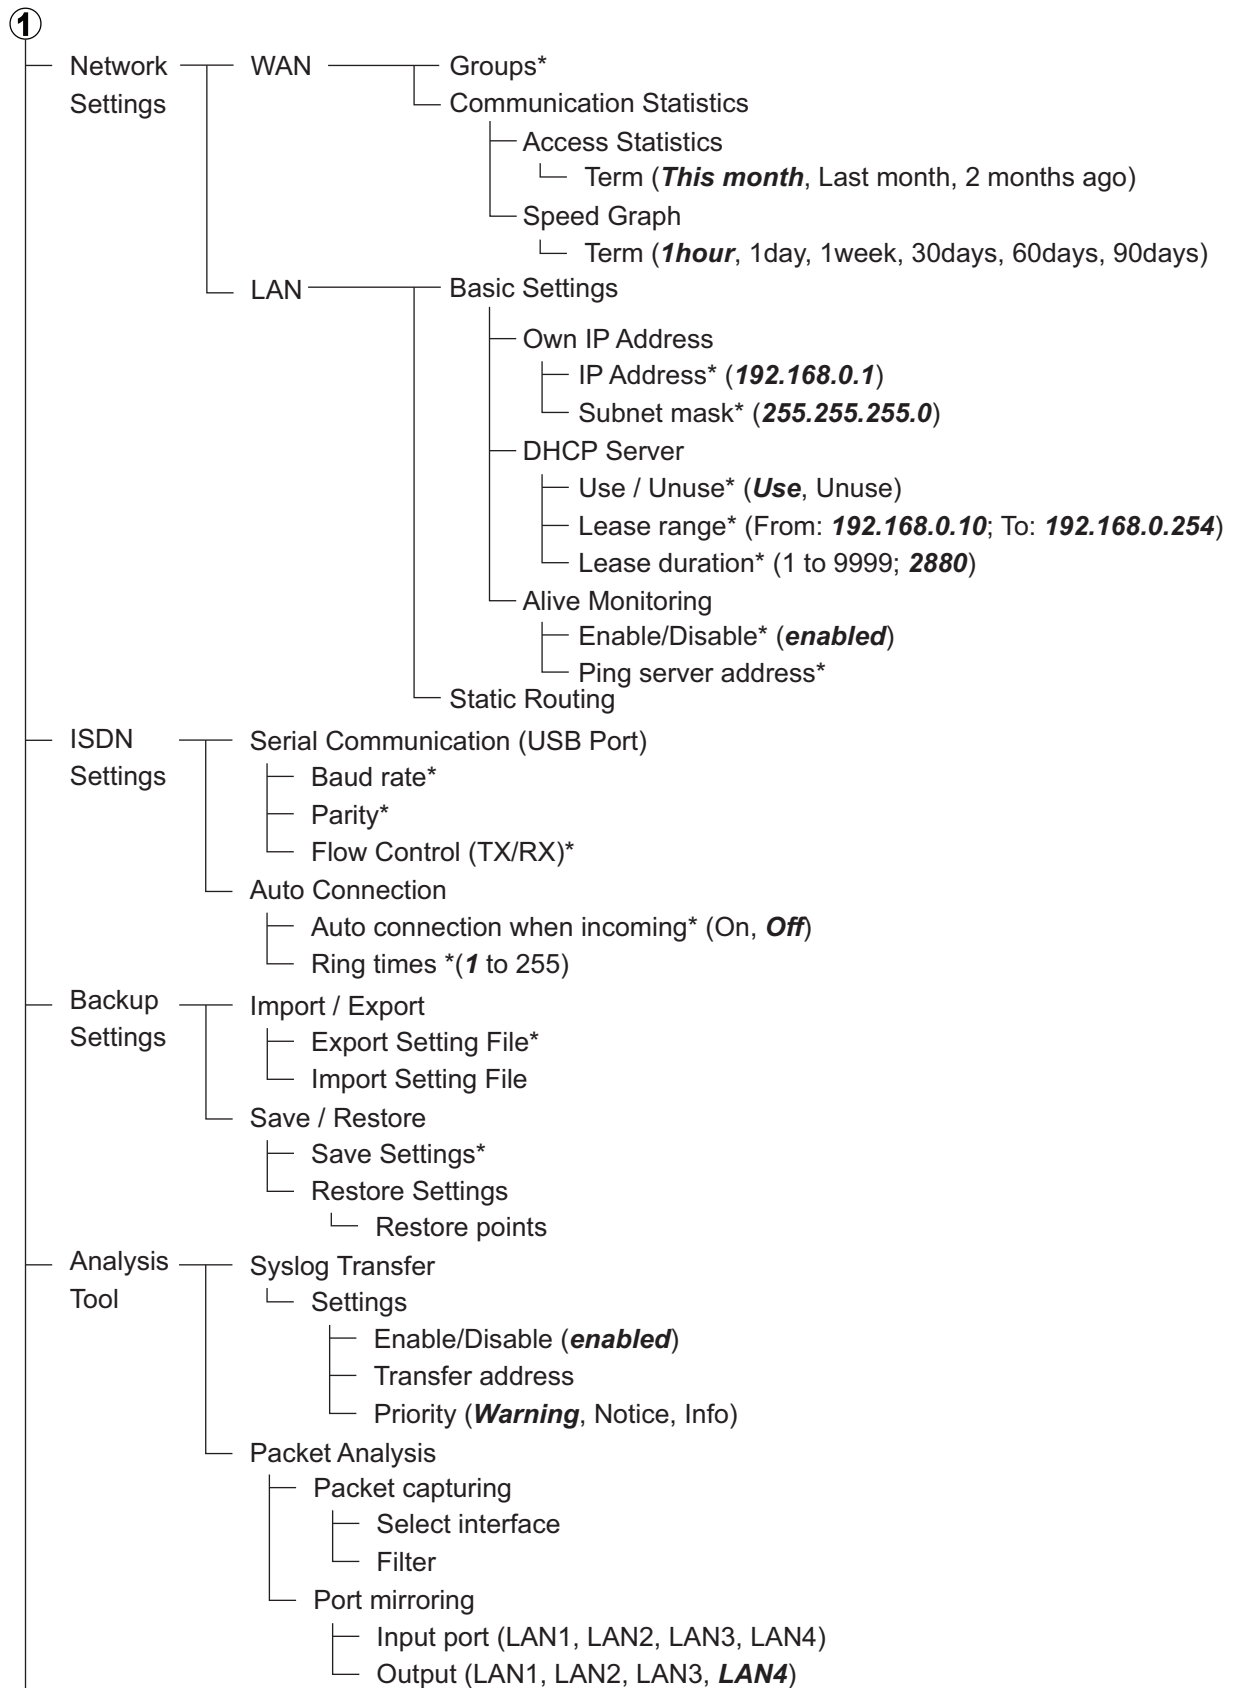 1
Network Settings
WAN
Groups*
Communication Statistics
Access Statistics
Term (This month, Last month, 2 months ago)
Speed Graph
Term (1hour, 1day, 1week, 30days, 60days, 90days)
LAN
Basic Settings
Own IP Address
IP Address* (192.168.0.1)
Subnet mask* (255.255.255.0)
DHCP Server
Use / Unuse* (Use, Unuse)
Lease range* (From: 192.168.0.10; To: 192.168.0.254)
Lease duration* (1 to 9999; 2880)
Alive Monitoring
Enable/Disable* (enabled)
Ping server address*
Static Routing
ISDN Settings
Serial Communication (USB Port)
Baud rate*
Parity*
Flow Control (TX/RX)*
Auto Connection
Auto connection when incoming* (On, Off)
Ring times *(1 to 255)
Backup Settings
Import / Export
Export Setting File*
Import Setting File
Save / Restore
Save Settings*
Restore Settings
Restore points
Analysis Tool
Syslog Transfer
Settings
Enable/Disable (enabled)
Transfer address
Priority (Warning, Notice, Info)
Packet Analysis
Packet capturing
Select interface
Filter
Port mirroring
Input port (LAN1, LAN2, LAN3, LAN4)
Output (LAN1, LAN2, LAN3, LAN4)